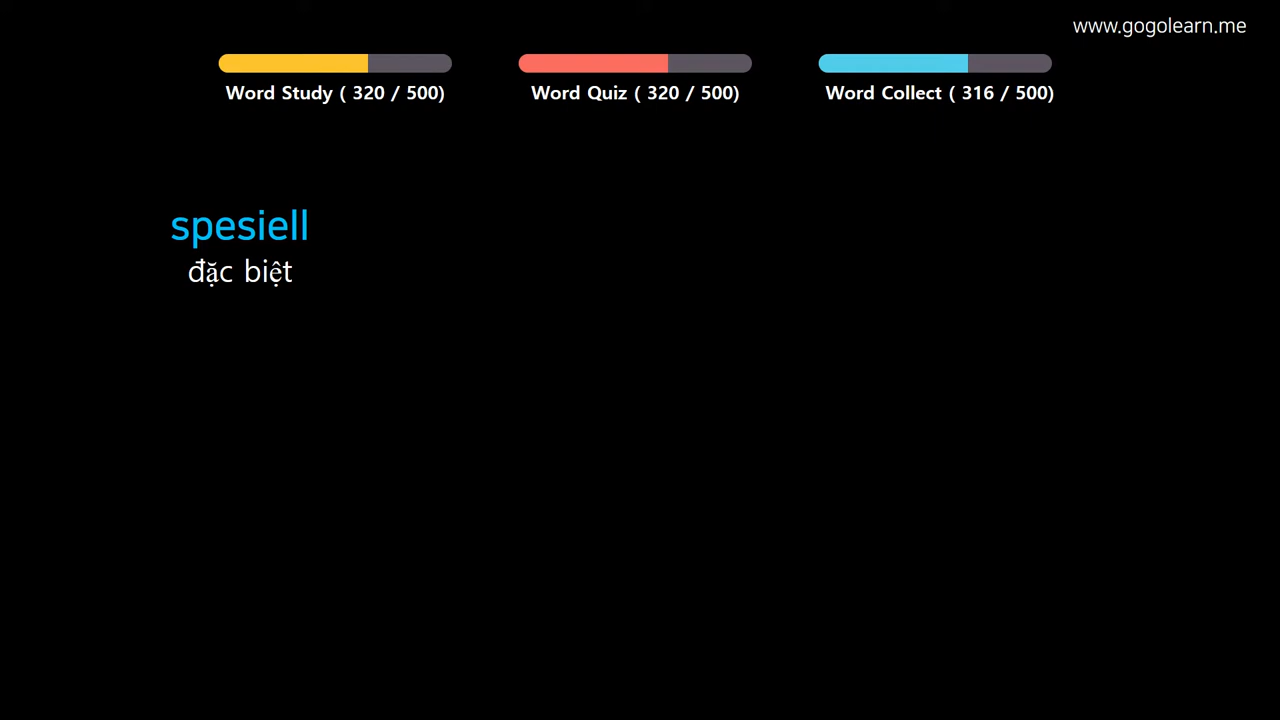 www.gogolearn.me
Word Study ( 320 / 500)
Word Quiz ( 320 / 500)
Word Collect ( 316 / 500)
spesiell
đặc biệt